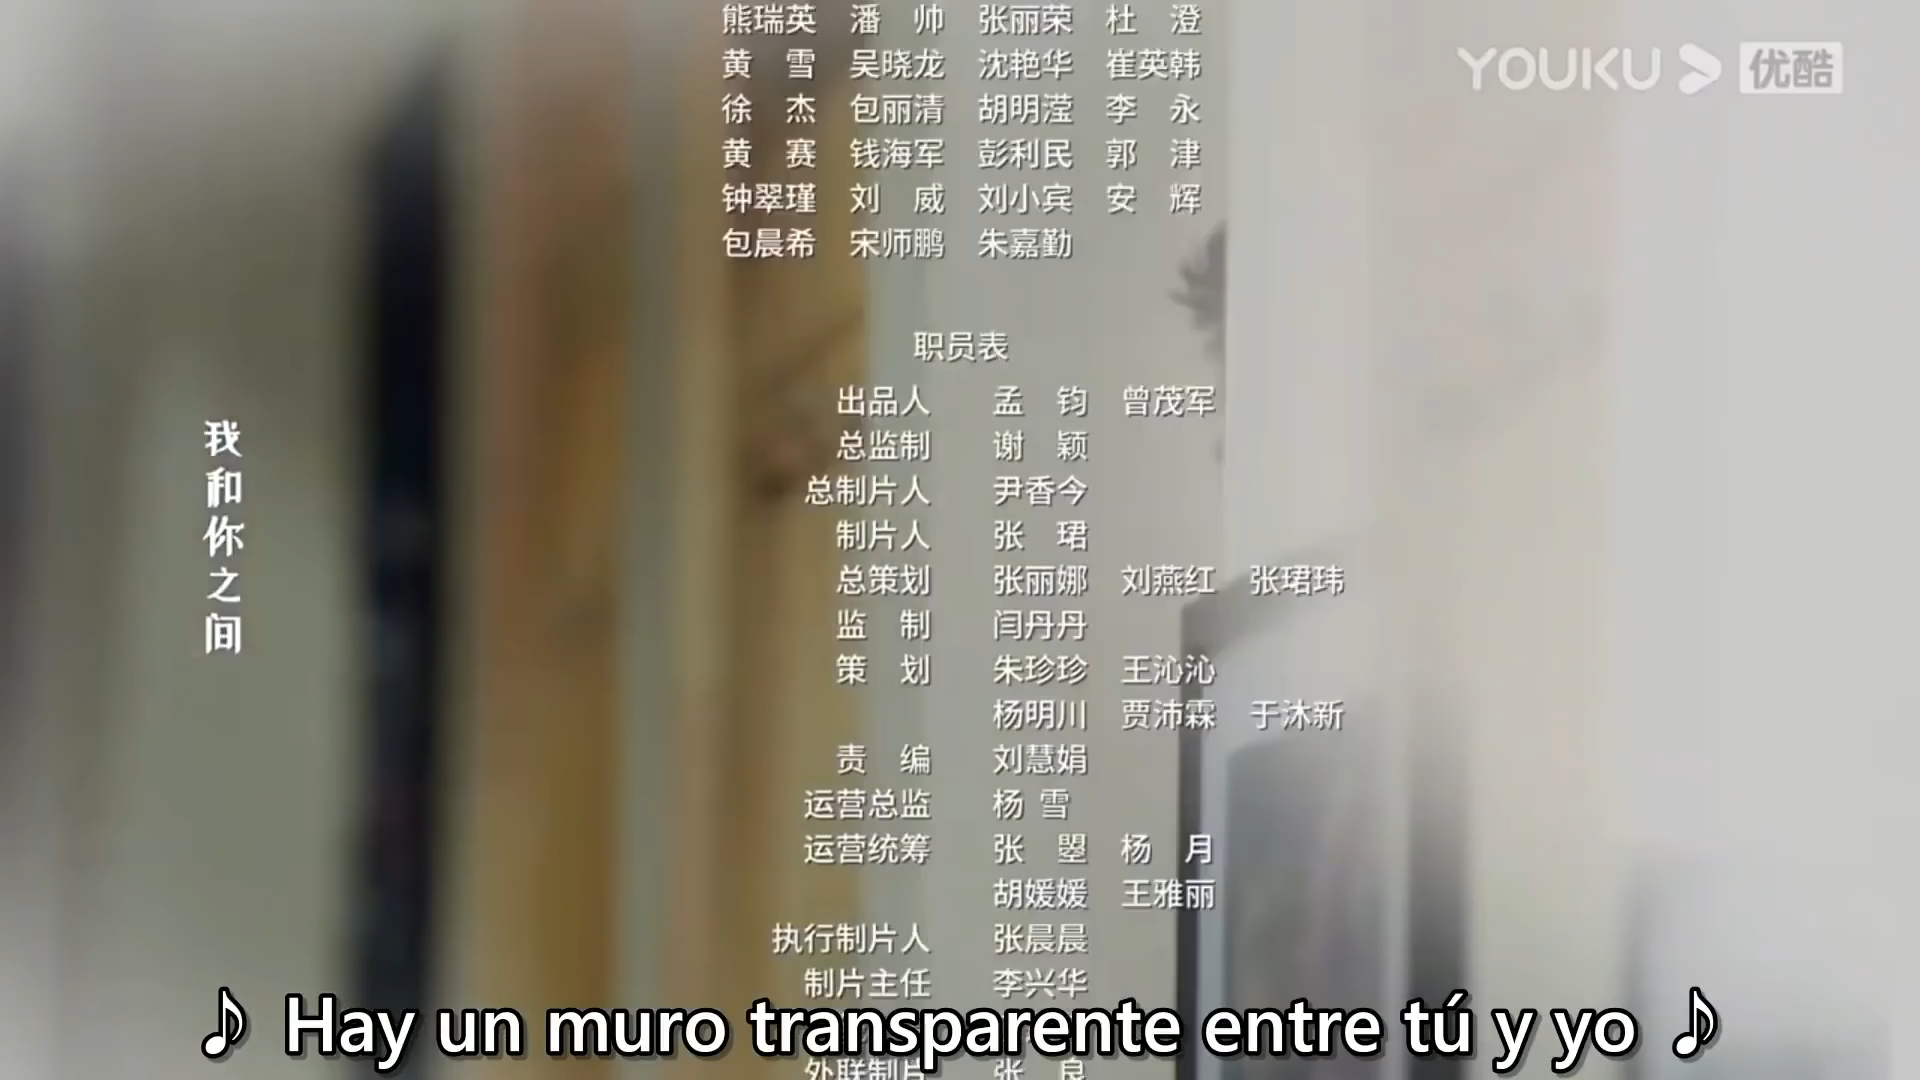 熊瑞英 潘 帅 张丽荣 杜 澄
黄 雪 吴晓龙 沈艳华 崔英韩
YOUKU 优酷
徐 杰 包丽清 胡明滢 李 永
黄 赛 钱海军 彭利民 郭 津
钟翠瑾 刘 威 刘小宾 安 辉
包晨希 宋师鹏 朱嘉勤
职员表
出品人 孟 钧 曾茂军
总监制 谢 颖
总制片人 尹香今
制片人 张 珺
总策划 张丽娜 刘燕红 张珺玮
监 制 闫丹丹
策 划 朱珍珍 王沁沁
杨明川 贾沛霖 于沐新
责 编 刘慧娟
运营总监 杨 雪
运营统筹 张 曌 杨 月
胡媛媛 王雅丽
执行制片人 张晨晨
制片主任 李兴华
外联制片 张 良
我和你之间
♪ Hay un muro transparente entre tú y yo ♪